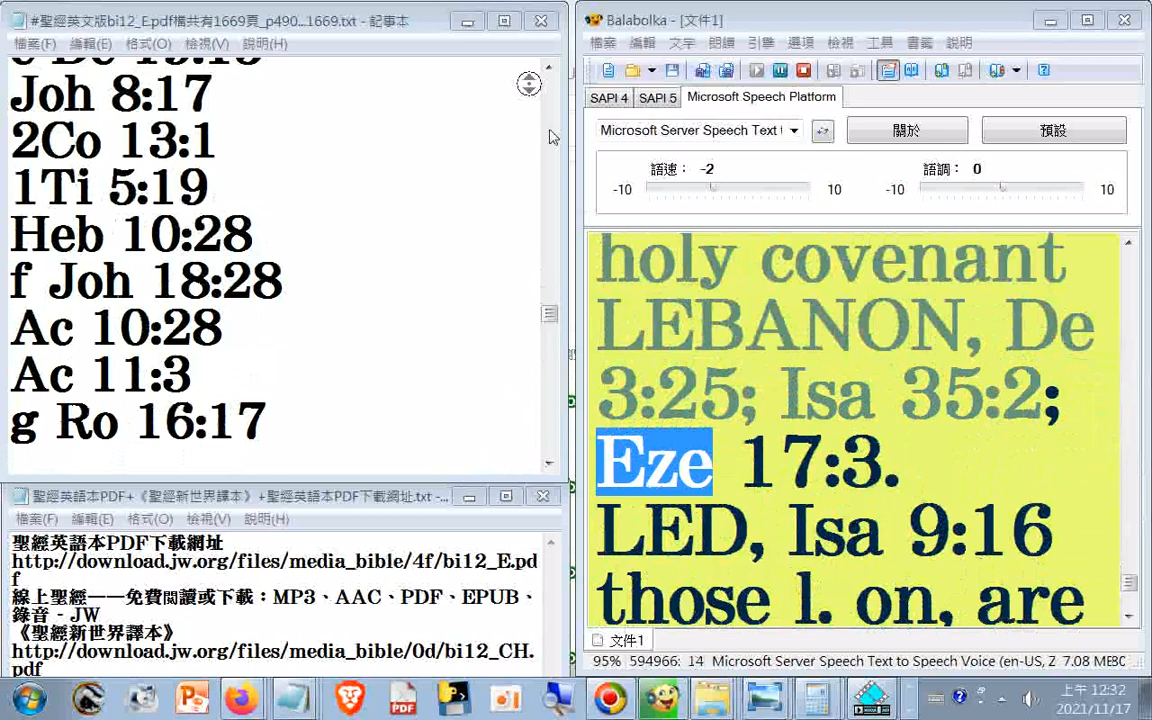 #聖經英文版bi12_E.pdf檔共有1669頁_p490...1669.txt - 記事本
檔案(F) 編輯(E) 格式(O) 檢視(V) 說明(H)
Joh 8:17
2Co 13:1
1Ti 5:19
Heb 10:28
f Joh 18:28
Ac 10:28
Ac 11:3
g Ro 16:17
聖經英語本PDF+《聖經新世界譯本》+聖經英語本PDF下載網址.txt -...
檔案(F) 編輯(E) 格式(O) 檢視(V) 說明(H)
聖經英語本PDF下載網址
http://download.jw.org/files/media_bible/4f/bi12_E.pd
f
線上聖經——免費閱讀或下載：MP3、AAC、PDF、EPUB、
錄音 - JW
《聖經新世界譯本》
http://download.jw.org/files/media_bible/0d/bi12_CH.
pdf
Balabolka - [文件1]
檔案 編輯 文字 朗讀 引擎 選項 檢視 工具 書籤 說明
SAPI 4 SAPI 5 Microsoft Speech Platform
Microsoft Server Speech Text 關於 預設
語速： -2 語調： 0
-10 10 -10 10
holy covenant
LEBANON, De
3:25; Isa 35:2;
Eze 17:3.
LED, Isa 9:16
those l. on, are
文件1
95% 594966: 14 Microsoft Server Speech Text to Speech Voice (en-US, Z 7.08 MB
上午 12:32
2021/11/17